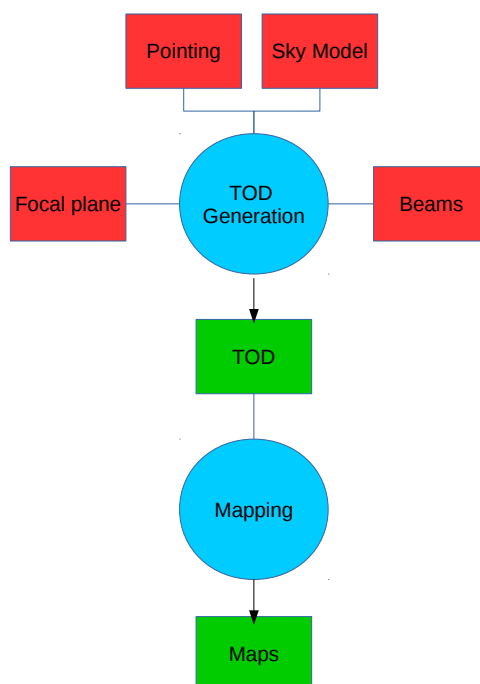 Pointing
Sky Model
Focal plane
TOD
Generation
Beams
TOD
Mapping
Maps